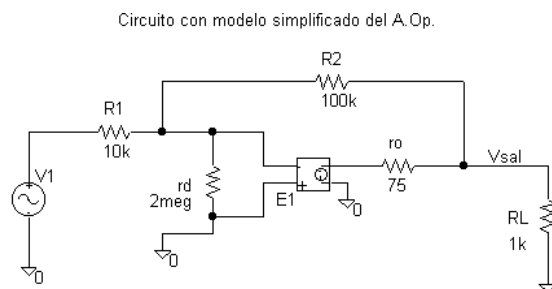 Circuito con modelo simplificado del A.Op.
R2
100k
R1
10k
ro
75
Vsal
V1
rd
2meg
-
+
E1
RL
1k
0
0
0